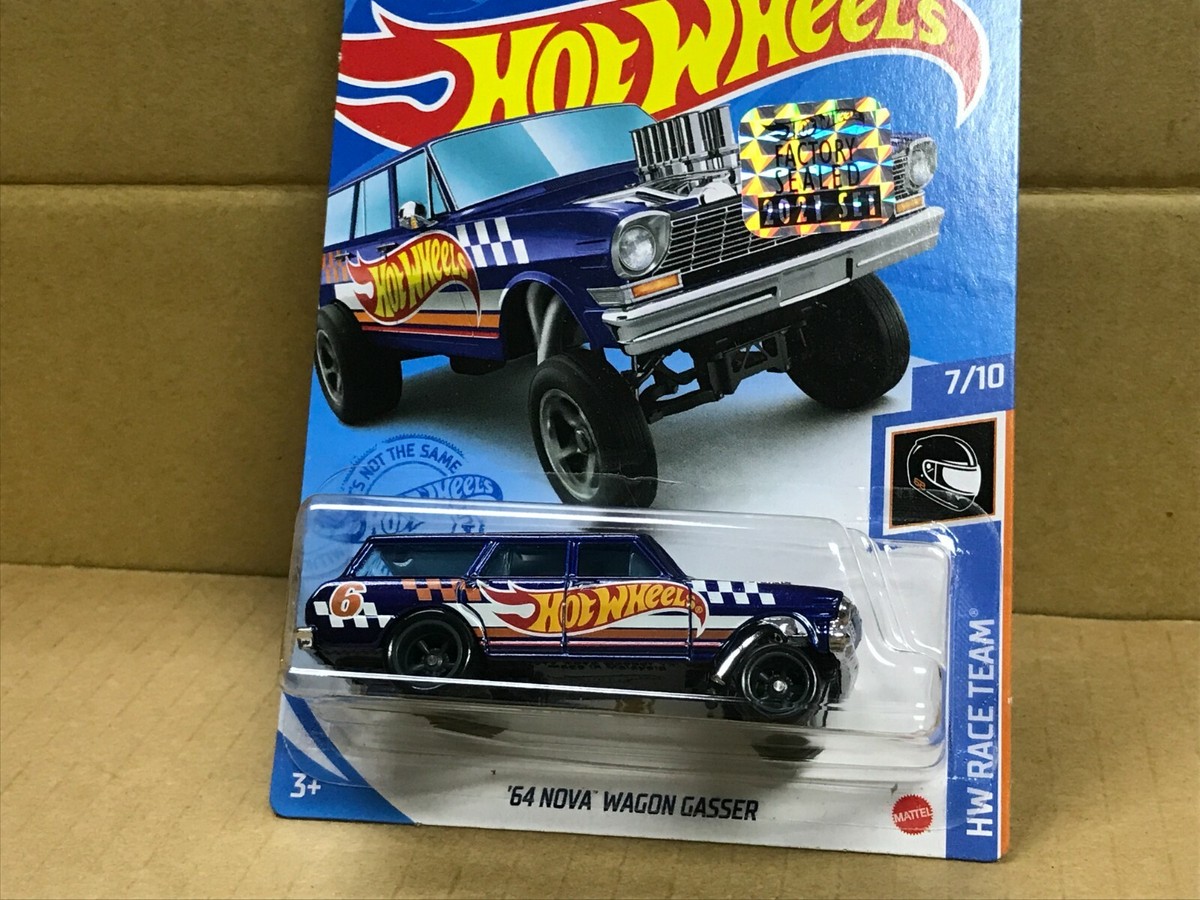 HOT WHEELS
FACTORY
SEALED
2021 SET
HOT WHEELS
7/10
'S NOT THE SAME
HOT WHEELS
6
HOT WHEELS
HW RACE TEAM®
3+
'64 NOVA™ WAGON GASSER
MATTEL